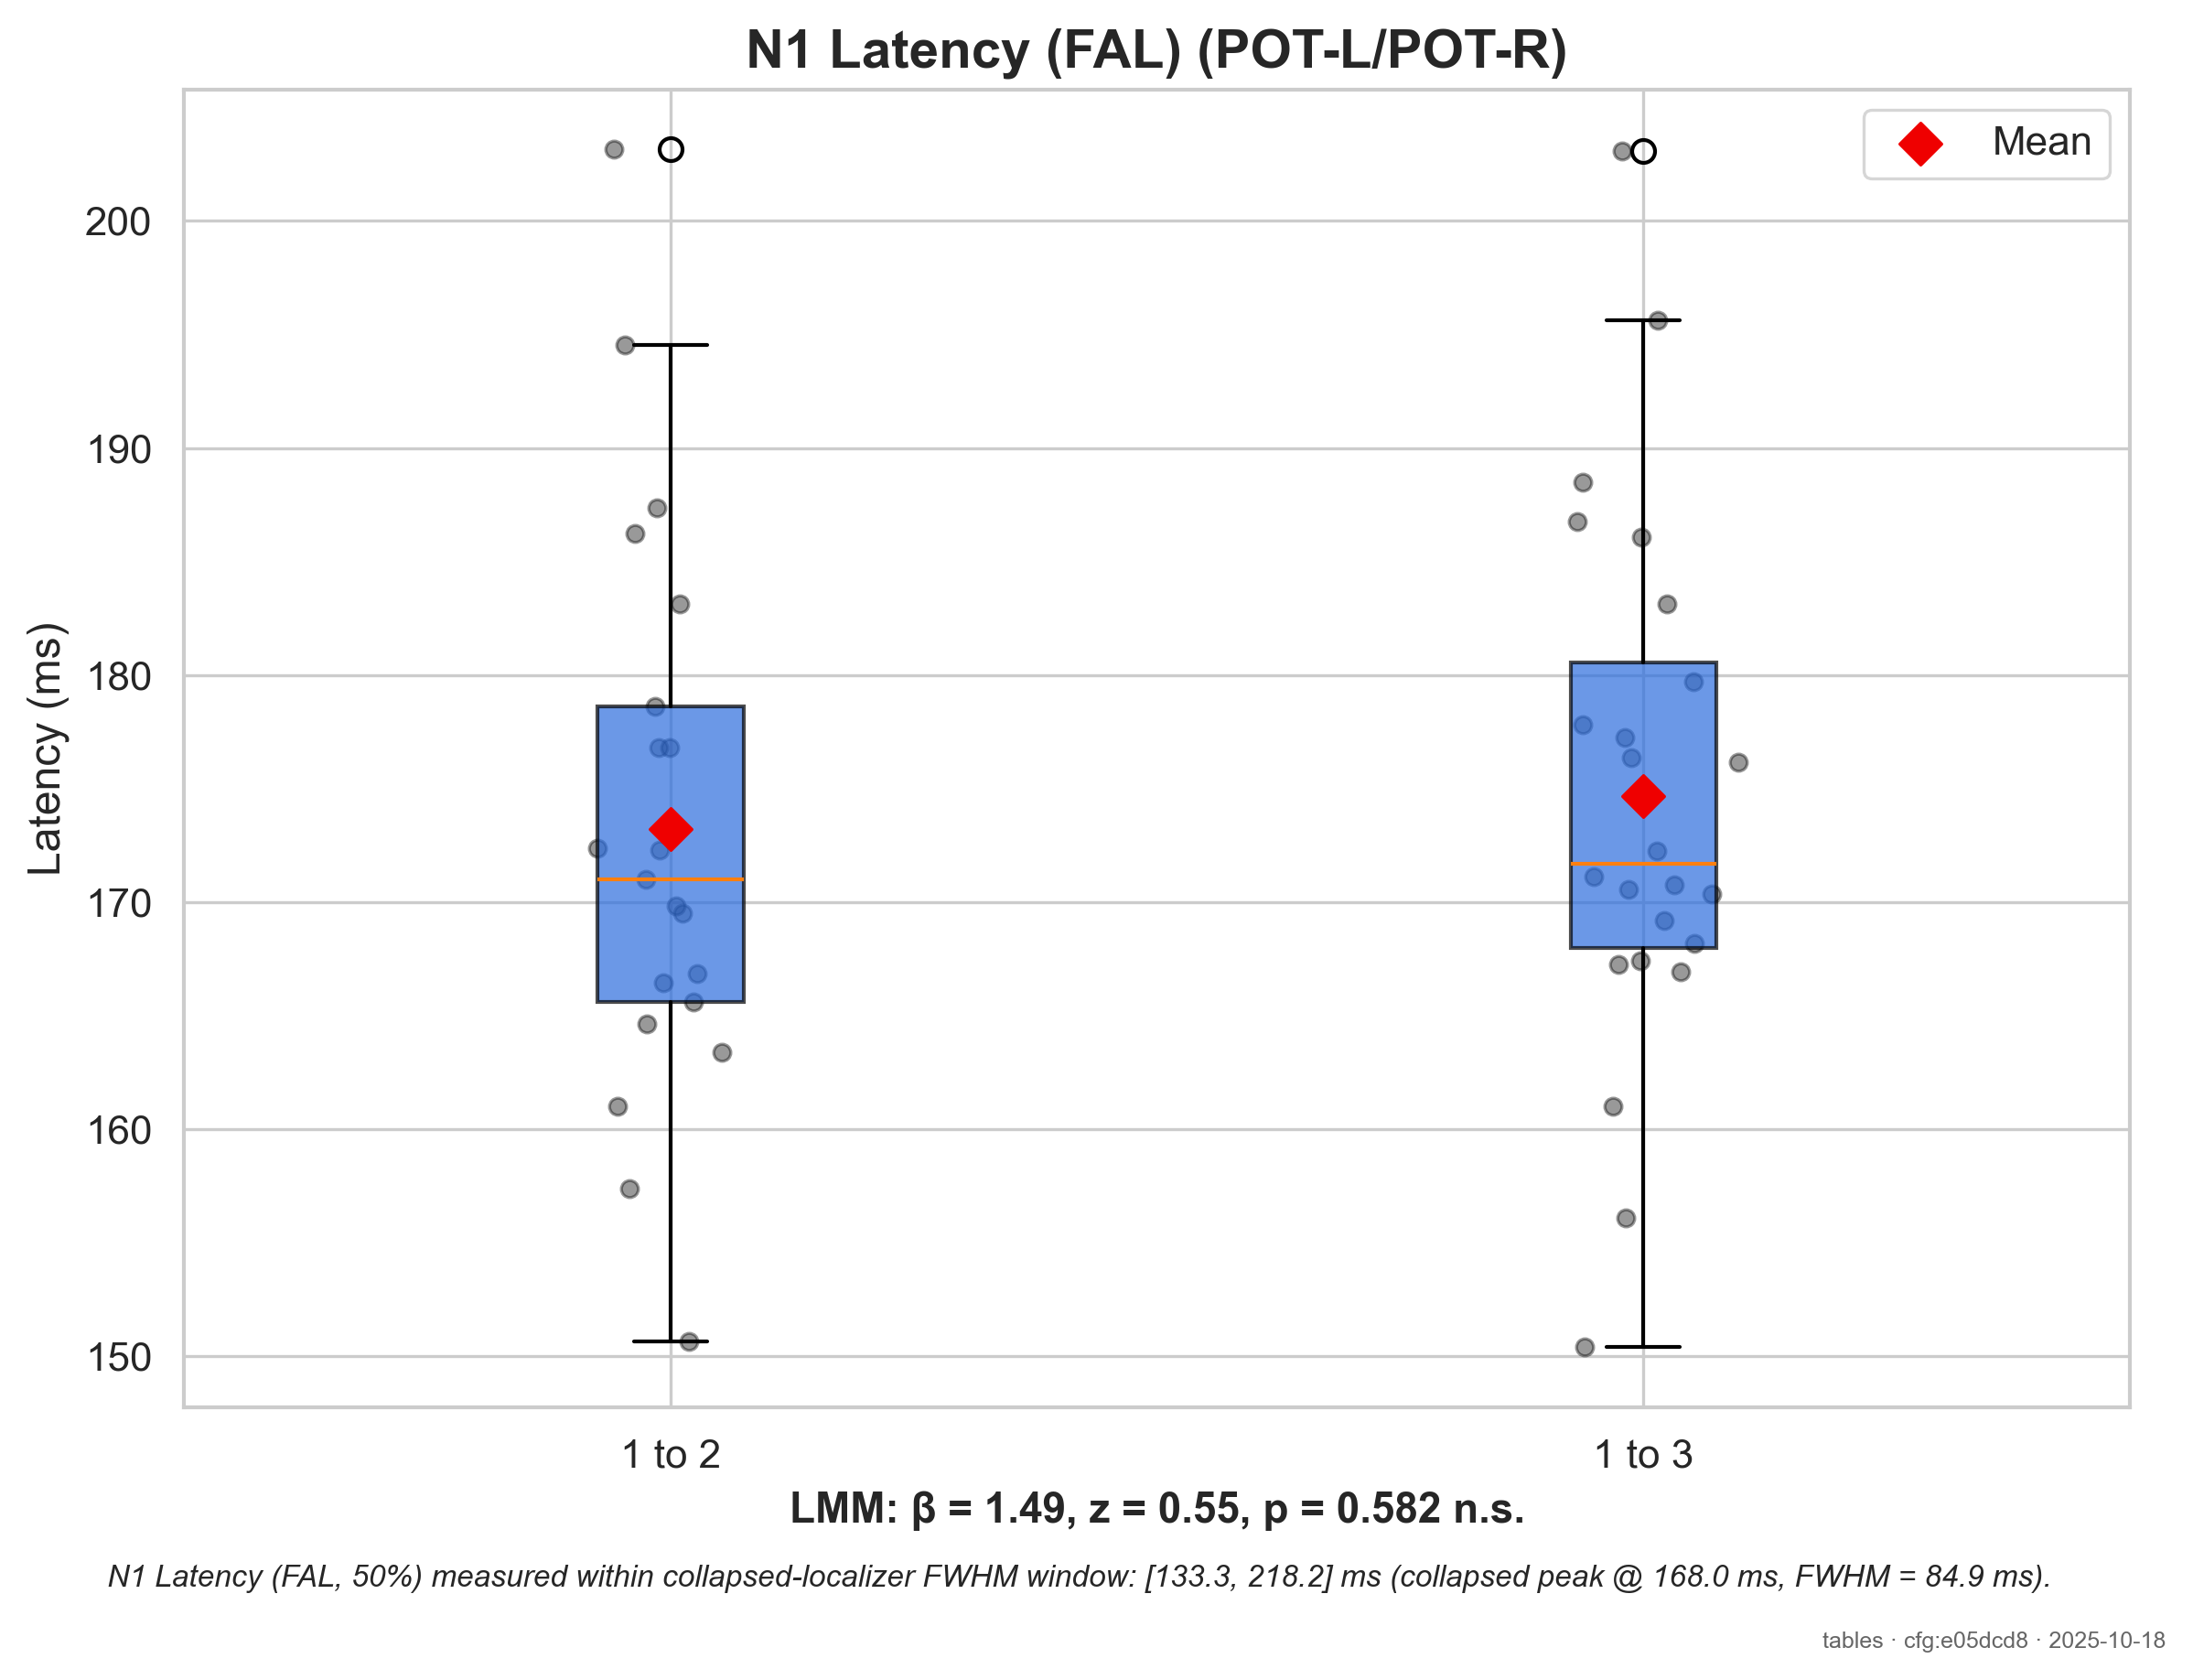 N1 Latency (FAL) (POT-L/POT-R)
Mean
Latency (ms)
200
190
180
170
160
150
1 to 2
1 to 3
LMM: β = 1.49, z = 0.55, p = 0.582 n.s.
N1 Latency (FAL, 50%) measured within collapsed-localizer FWHM window: [133.3, 218.2] ms (collapsed peak @ 168.0 ms, FWHM = 84.9 ms).
tables · cfg:e05dcd8 · 2025-10-18